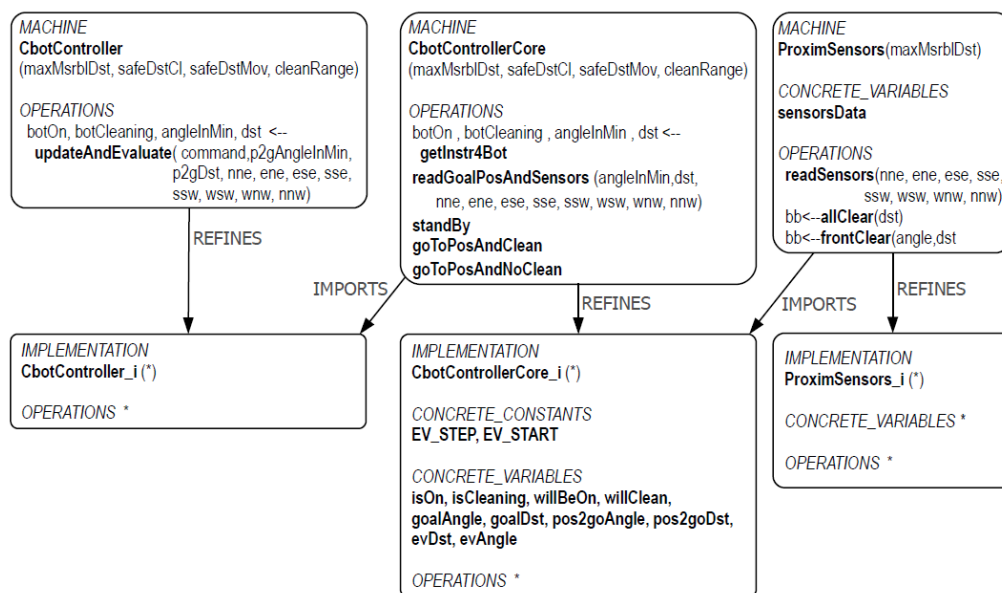 MACHINE
CbotController
(maxMsrblDst, safeDstCl, safeDstMov, cleanRange)
OPERATIONS
botOn, botCleaning, angleInMin, dst <--
updateAndEvaluate( command,p2gAngleInMin,
p2gDst, nne, ene, ese, sse,
ssw, wsw, wnw, nnw)
MACHINE
CbotControllerCore
(maxMsrblDst, safeDstCl, safeDstMov, cleanRange)
OPERATIONS
botOn , botCleaning , angleInMin , dst <--
getInstr4Bot
readGoalPosAndSensors (angleInMin,dst,
nne, ene, ese, sse, ssw, wsw, wnw, nnw)
standBy
goToPosAndClean
goToPosAndNoClean
MACHINE
ProximSensors(maxMsrblDst)
CONCRETE_VARIABLES
sensorsData
OPERATIONS
readSensors(nne, ene, ese, sse,
ssw, wsw, wnw, nnw)
bb<--allClear(dst)
bb<--frontClear(angle,dst
REFINES
IMPORTS
REFINES
IMPORTS
REFINES
IMPLEMENTATION
CbotController_i (*)
OPERATIONS *
IMPLEMENTATION
CbotControllerCore_i (*)
CONCRETE_CONSTANTS
EV_STEP, EV_START
CONCRETE_VARIABLES
isOn, isCleaning, willBeOn, willClean,
goalAngle, goalDst, pos2goAngle, pos2goDst,
evDst, evAngle
OPERATIONS *
IMPLEMENTATION
ProximSensors_i (*)
CONCRETE_VARIABLES *
OPERATIONS *